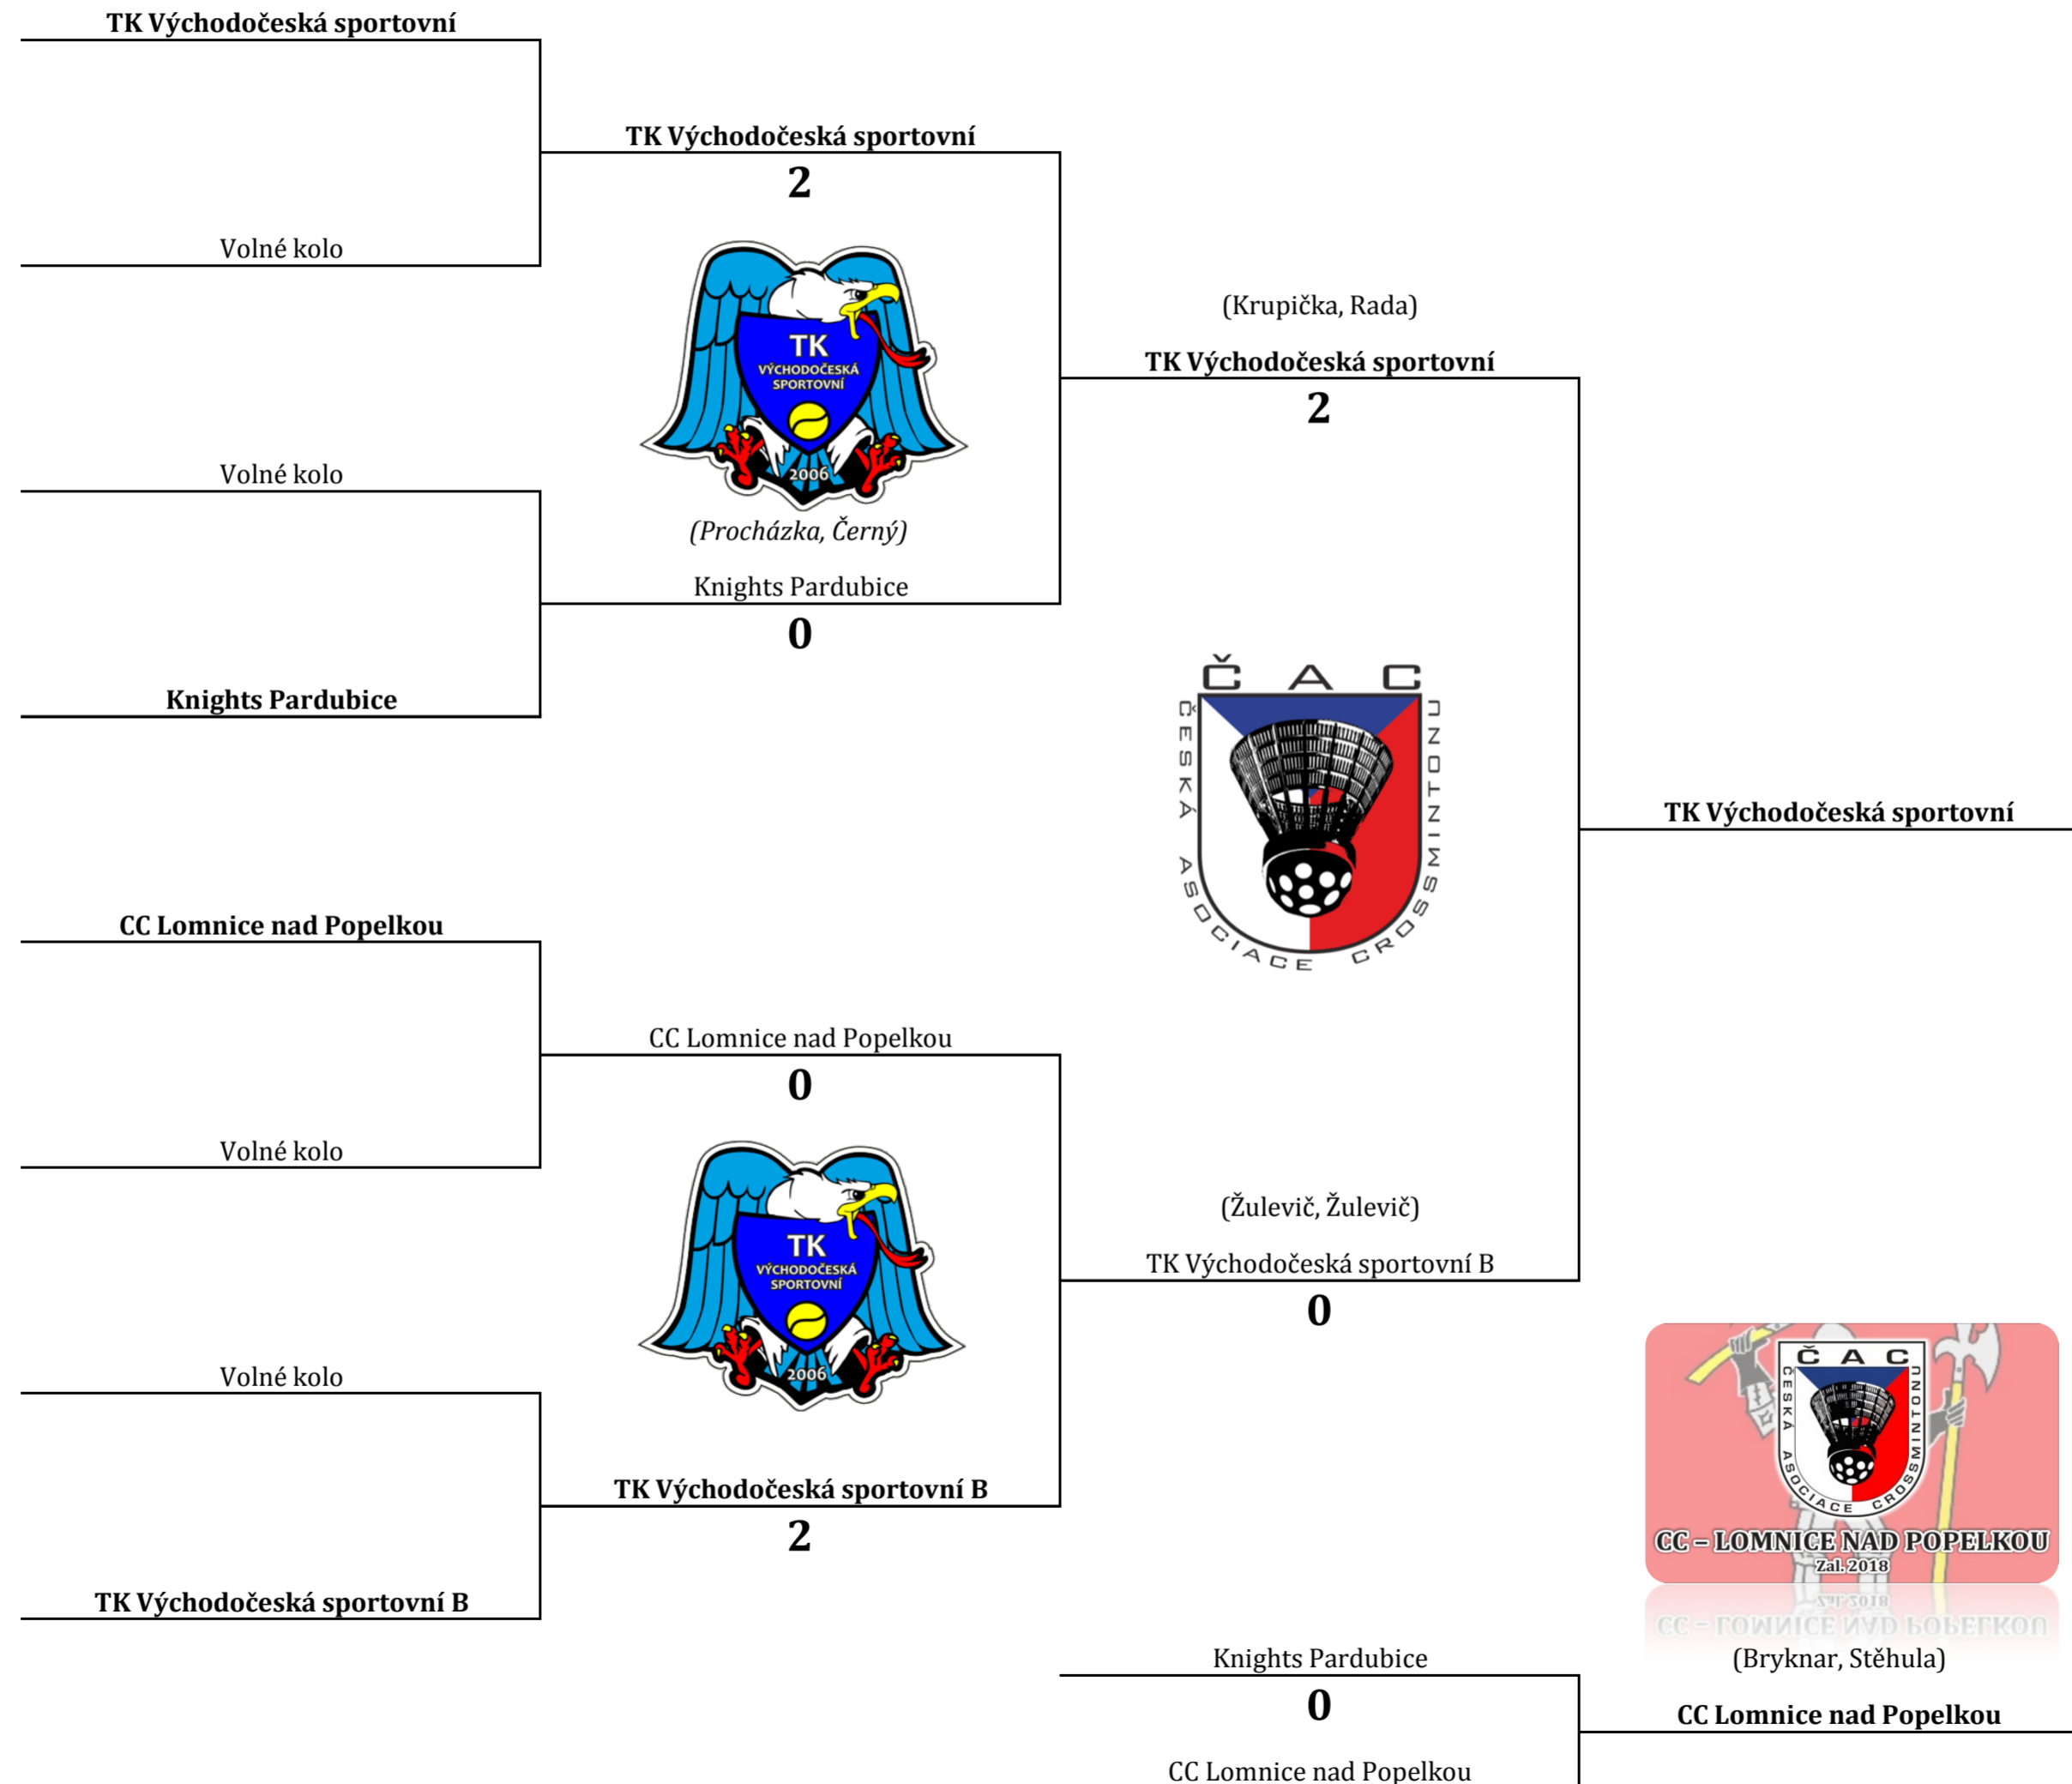 TK Východočeská sportovní
TK Východočeská sportovní
2
Volné kolo
TK
VÝCHODOČESKÁ
SPORTOVNÍ
2006
(Krupička, Rada)
TK Východočeská sportovní
2
Volné kolo
(Procházka, Černý)
Knights Pardubice
0
Knights Pardubice
Č A C
ČESKÁ ASOCIACE CROSSMINTONU
TK Východočeská sportovní
CC Lomnice nad Popelkou
CC Lomnice nad Popelkou
0
Volné kolo
TK
VÝCHODOČESKÁ
SPORTOVNÍ
2006
(Žulevič, Žulevič)
TK Východočeská sportovní B
0
Volné kolo
TK Východočeská sportovní B
2
TK Východočeská sportovní B
Č A C
ČESKÁ ASOCIACE CROSSMINTONU
CC – LOMNICE NAD POPELKOU
Zal. 2018
Knights Pardubice
0
(Bryknar, Stěhula)
CC Lomnice nad Popelkou
CC Lomnice nad Popelkou